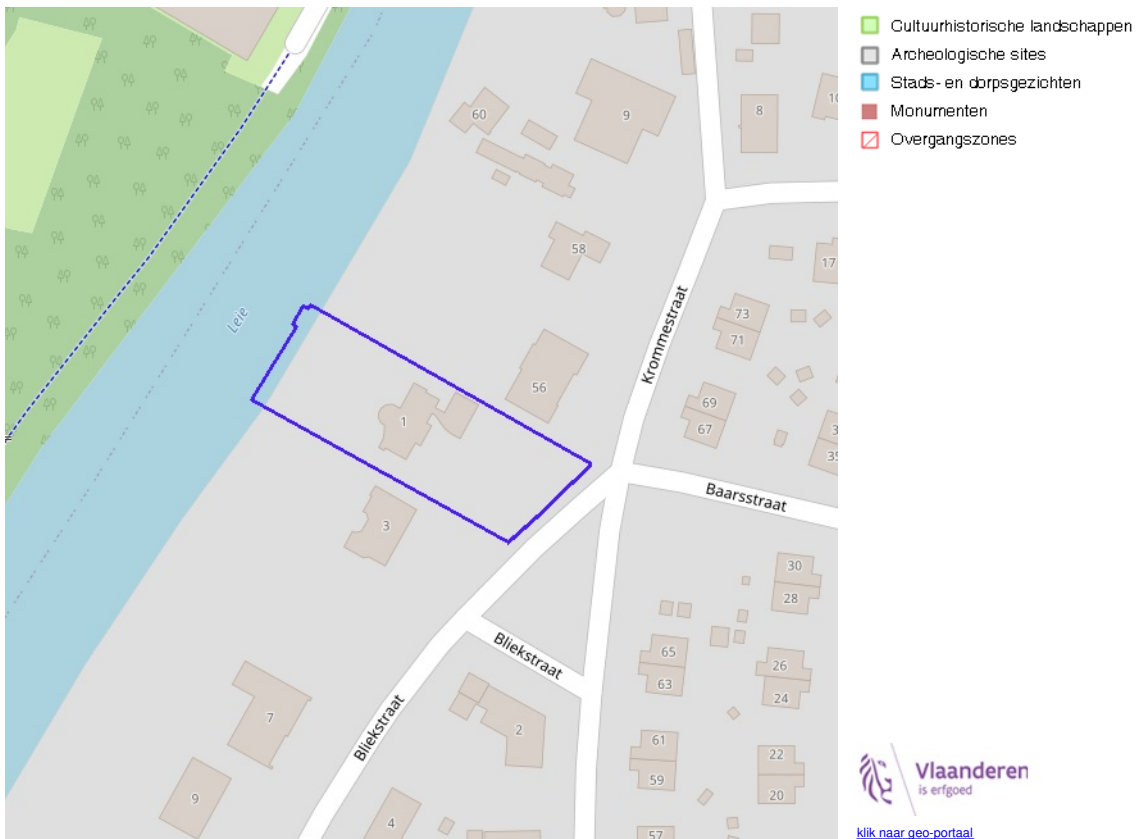 Cultuurhistorische landschappen
Archeologische sites
Stads- en dorpsgezichten
Monumenten
Overgangszones
60
9
8
58
17
Leie
Krommestraat
73
71
56
1
69
67
Baarsstraat
3
30
28
65
63
Bliekstraat
26
24
7
2
Bliekstraat
61
59
22
20
9
4
57
Vlaanderen
is erfgoed
klik naar geo-portaal